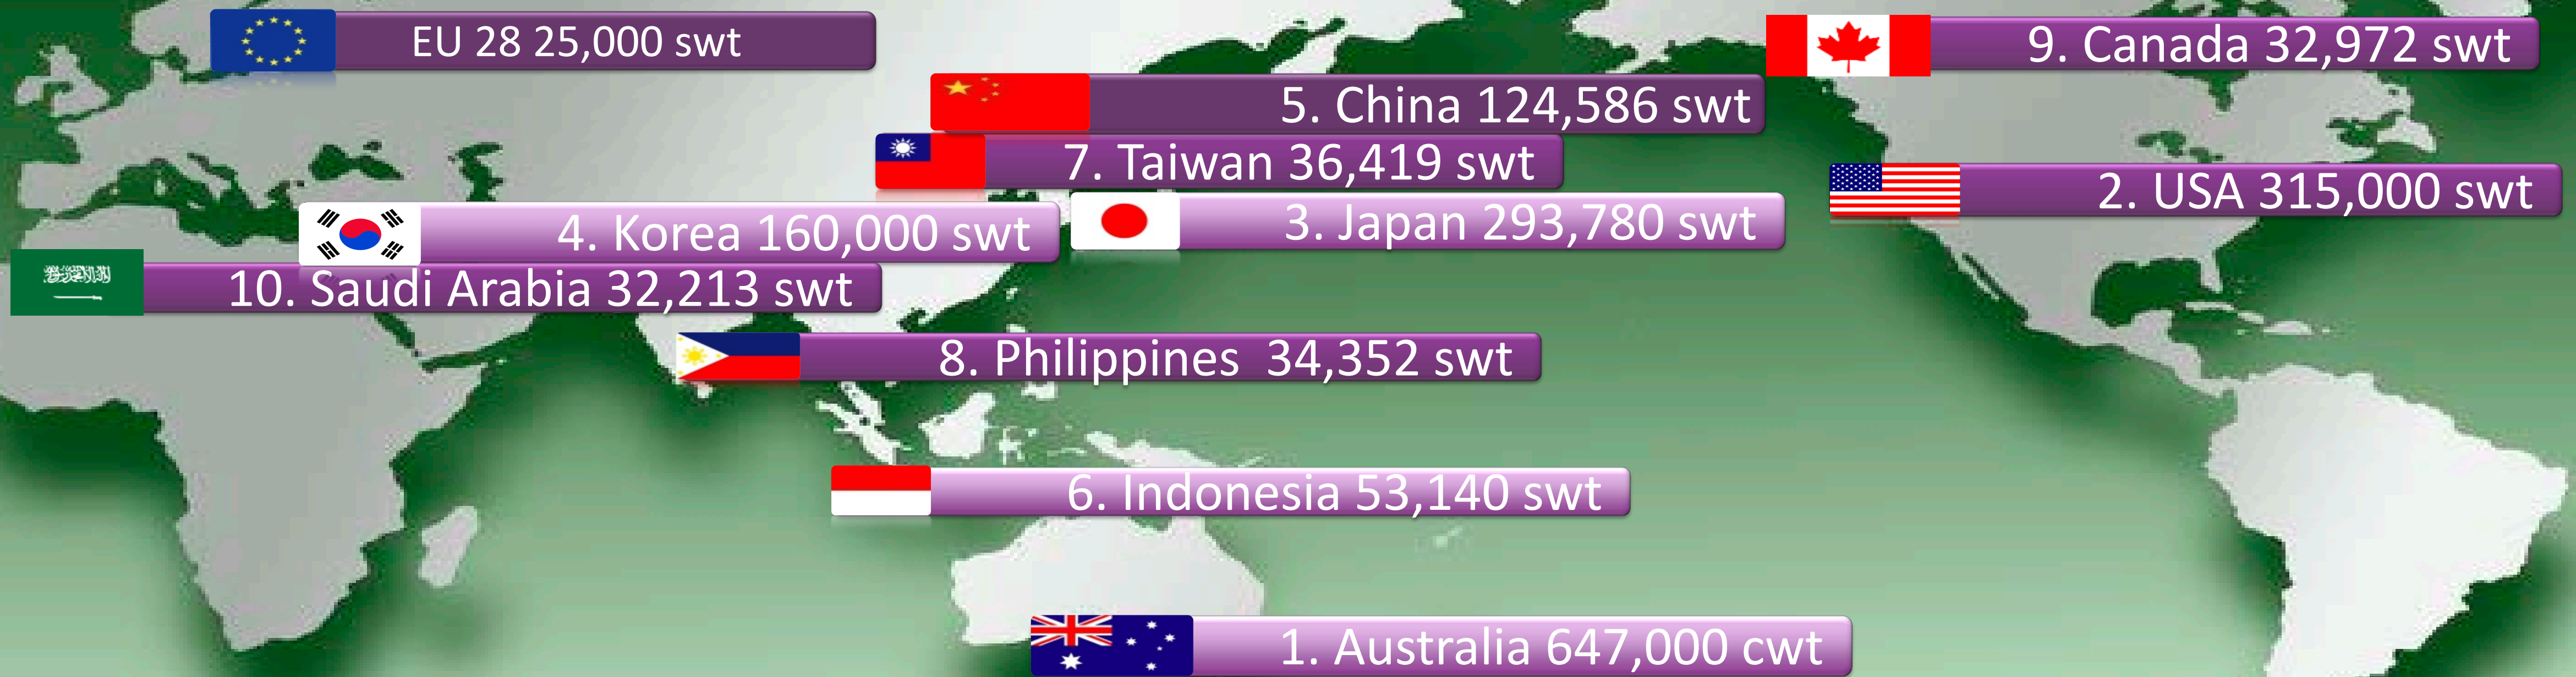 EU 28 25,000 swt
9. Canada 32,972 swt
5. China 124,586 swt
7. Taiwan 36,419 swt
2. USA 315,000 swt
4. Korea 160,000 swt
3. Japan 293,780 swt
10. Saudi Arabia 32,213 swt
8. Philippines  34,352 swt
6. Indonesia 53,140 swt
1. Australia 647,000 cwt